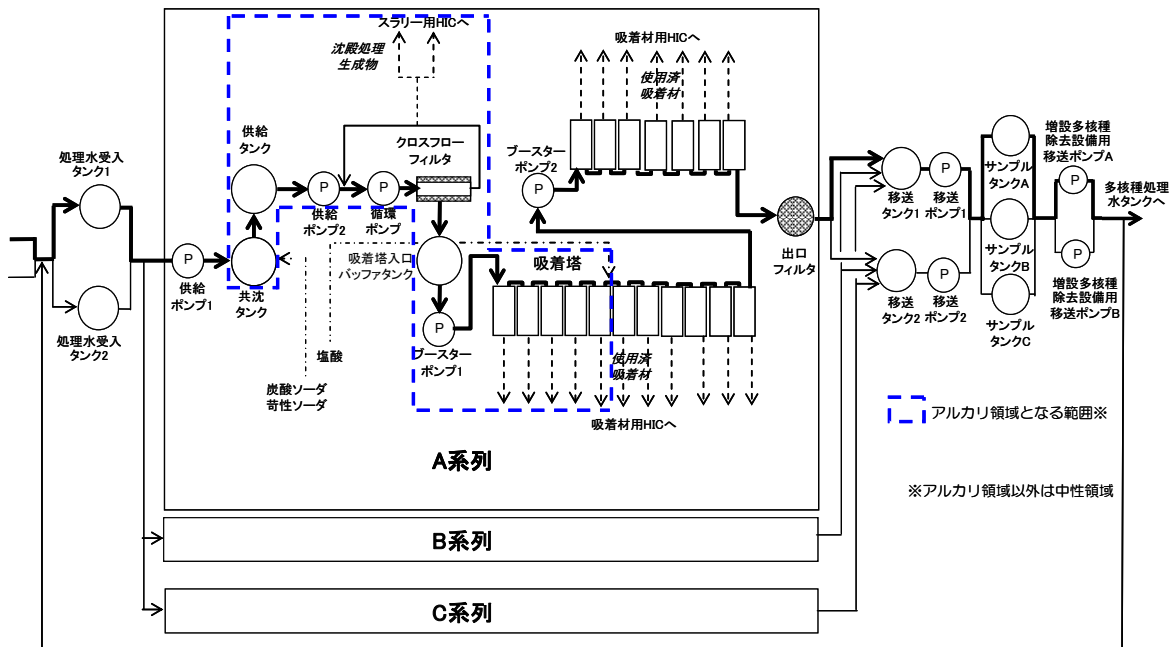 スラリー用HICへ
沈殿処理
生成物
吸着材用HICへ
使用済
吸着材
供給
タンク
クロスフロー
フィルタ
ブースター
ポンプ2
処理水受入
タンク1
P
P
P
P
供給
ポンプ2
循環
ポンプ
供給
ポンプ1
共沈
タンク
吸着塔入口
バッファタンク
吸着塔
出口
フィルタ
処理水受入
タンク2
塩酸
炭酸ソーダ
苛性ソーダ
P
ブースター
ポンプ1
使用済
吸着材
吸着材用HICへ
P
移送
タンク1
移送
ポンプ1
P
移送
タンク2
移送
ポンプ2
サンプル
タンクA
サンプル
タンクB
サンプル
タンクC
増設多核種
除去設備用
移送ポンプA
P
P
増設多核種
除去設備用
移送ポンプB
多核種処理
水タンクへ
アルカリ領域となる範囲※
※アルカリ領域以外は中性領域
A系列
B系列
C系列